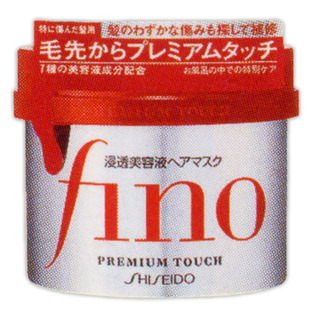 特に傷んだ髪用
髪のわずかな傷みも探して補修
毛先からプレミアムタッチ
7種の美容液成分配合
お風呂の中での特別ケア
浸透美容液ヘアマスク
fino
PREMIUM TOUCH
SHISEIDO